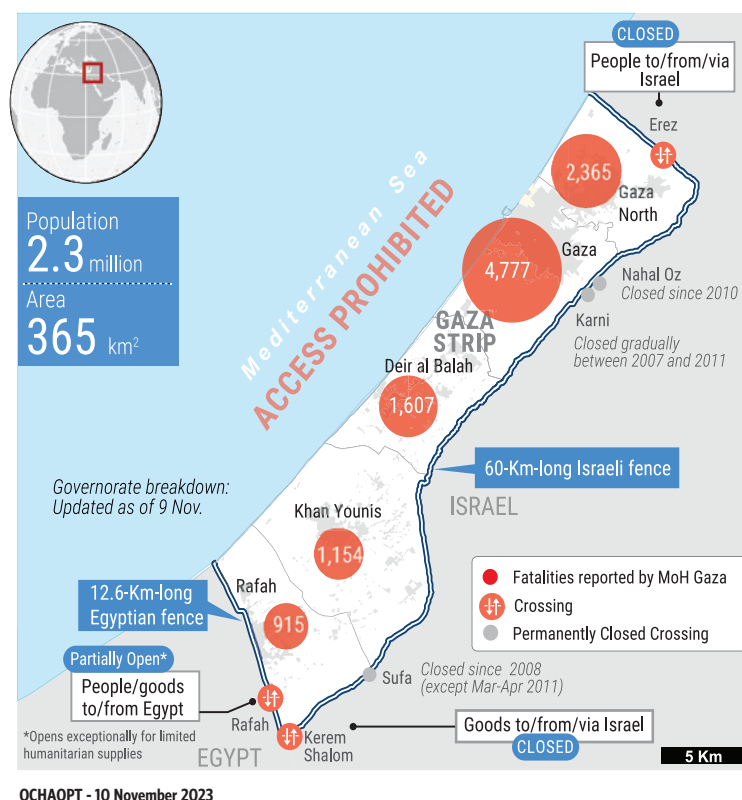 CLOSED
People to/from/via
Israel
Erez
2,365
Gaza
North
Population
2.3 million
Area
365 km²
Mediterranean Sea
ACCESS PROHIBITED
Gaza
4,777
Nahal Oz
Closed since 2010
Karni
Closed gradually
between 2007 and 2011
GAZA
STRIP
Deir al Balah
1,607
60-Km-long Israeli fence
ISRAEL
Governorate breakdown:
Updated as of 9 Nov.
Khan Younis
1,154
Fatalities reported by MoH Gaza
Crossing
Permanently Closed Crossing
12.6-Km-long
Egyptian fence
Rafah
915
Partially Open*
People/goods
to/from Egypt
Sufa
Closed since 2008
(except Mar-Apr 2011)
Rafah
*Opens exceptionally for limited
humanitarian supplies
EGYPT
Kerem
Shalom
Goods to/from/via Israel
CLOSED
5 Km
OCHAOPT - 10 November 2023